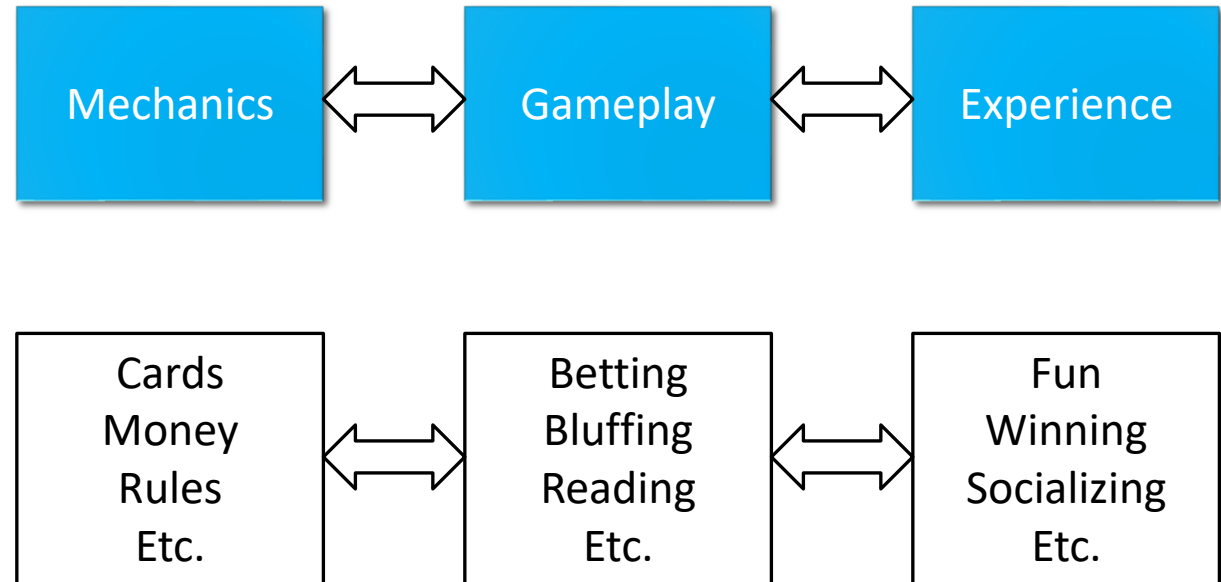 Mechanics
Gameplay
Experience
Cards
Money
Rules
Etc.
Betting
Bluffing
Reading
Etc.
Fun
Winning
Socializing
Etc.